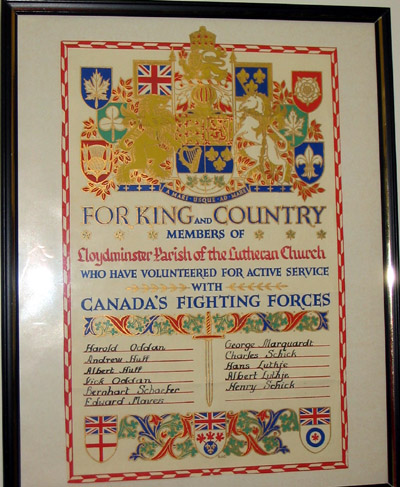 A MARI USQUE AD MARE
FOR KING AND COUNTRY
MEMBERS OF
Lloydminster Parish of the Lutheran Church
WHO HAVE VOLUNTEERED FOR ACTIVE SERVICE
WITH
CANADA'S FIGHTING FORCES
Harold Oddan
Andrew Huff
Albert Huff
Dick Oddan
Bernhart Schaefer
Edward Mayer
George Marquardt
Charles Schick
Hans Luthje
Albert Luthje
Henry Schick